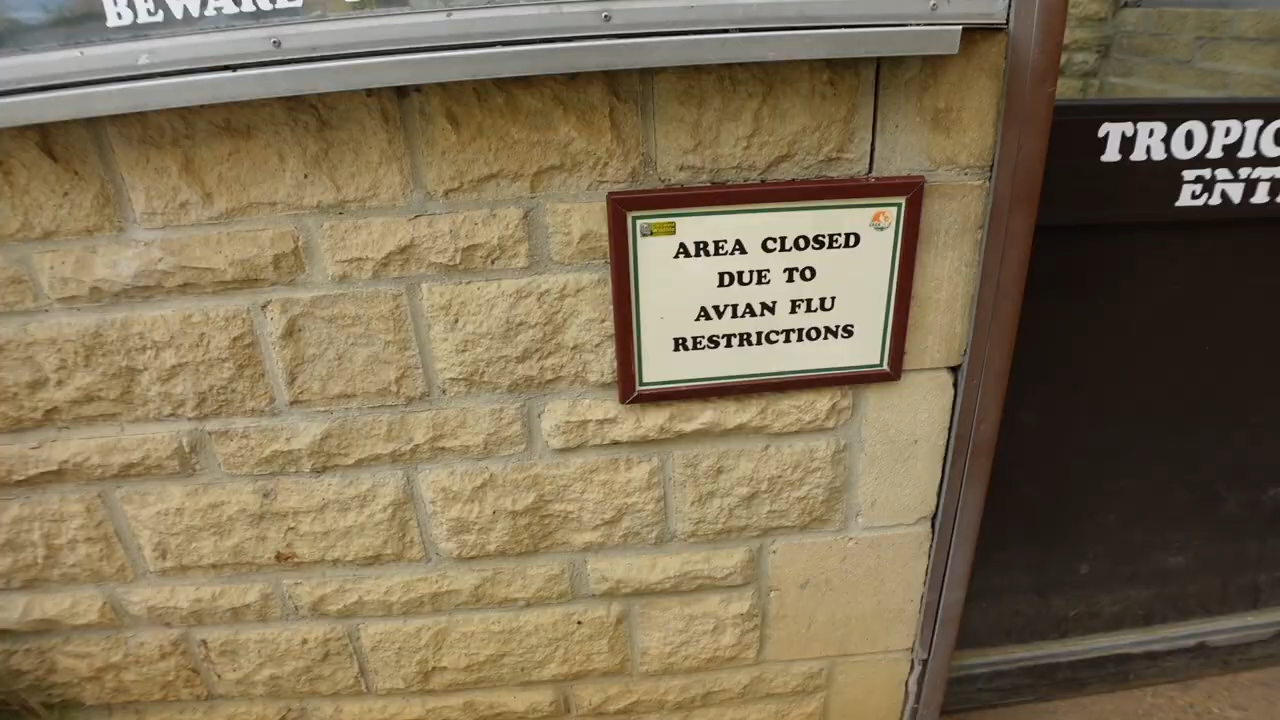 BEWARE
AREA CLOSED
DUE TO
AVIAN FLU
RESTRICTIONS
TROPIC
ENT